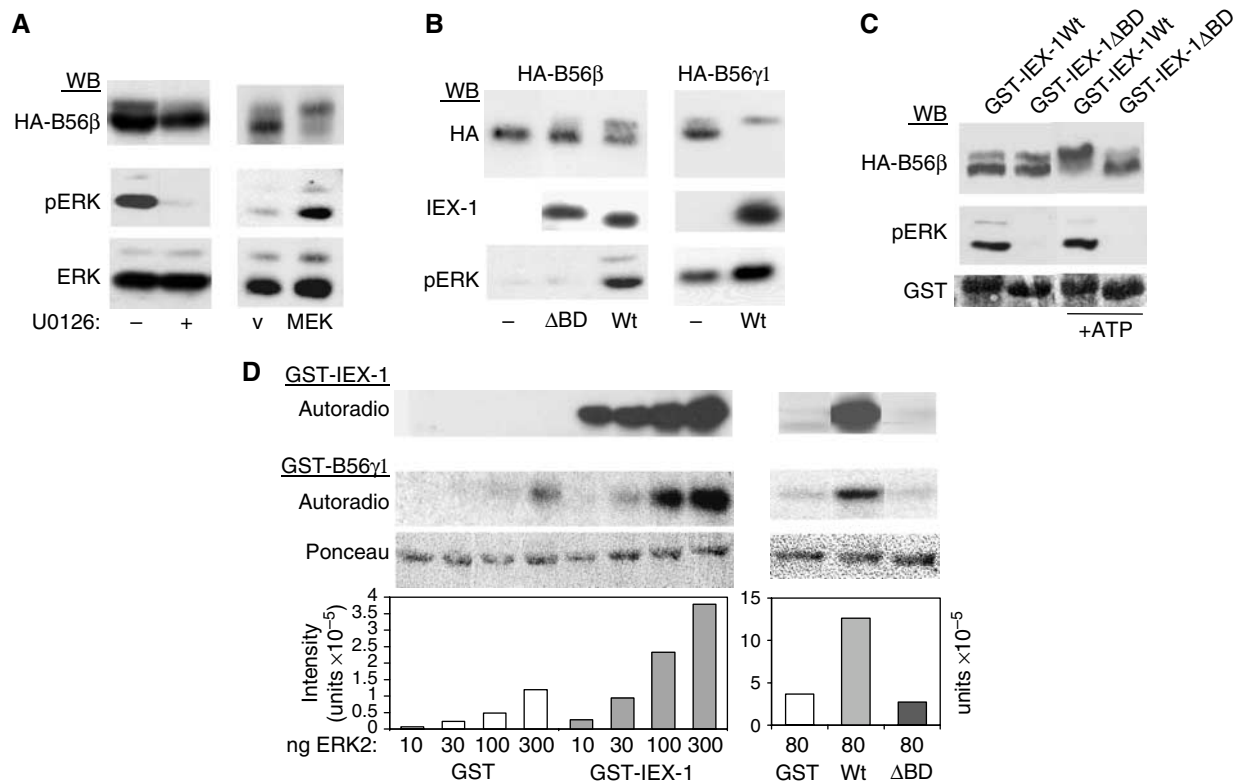 A
WB
HA-B56β
pERK
ERK
U0126: – + v MEK
B
HA-B56β HA-B56γ1
WB
HA
IEX-1
pERK
– ΔBD Wt – Wt
C
GST-IEX-1Wt
GST-IEX-1ΔBD
GST-IEX-1Wt
GST-IEX-1ΔBD
WB
HA-B56β
pERK
GST
+ATP
D
GST-IEX-1
Autoradio
GST-B56γ1
Autoradio
Ponceau
Intensity
(units ×10⁻⁵)
4
3.5
3
2.5
2
1.5
1
0.5
0
ng ERK2: 10 30 100 300 10 30 100 300
GST GST-IEX-1
15
10
5
0
units ×10⁻⁵
80 80 80
GST Wt ΔBD